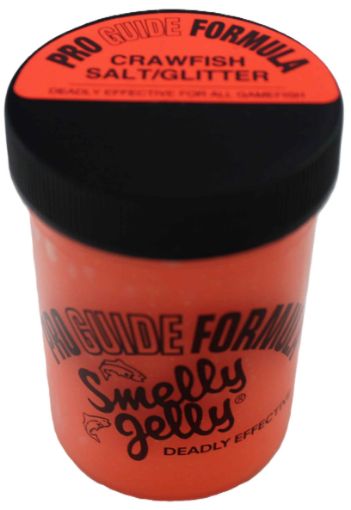 PRO GUIDE FORMULA
CRAWFISH
SALT/GLITTER
DEADLY EFFECTIVE FOR ALL GAMEFISH
PRO GUIDE FORMULA
Smelly
Jelly®
DEADLY EFFECTIVE